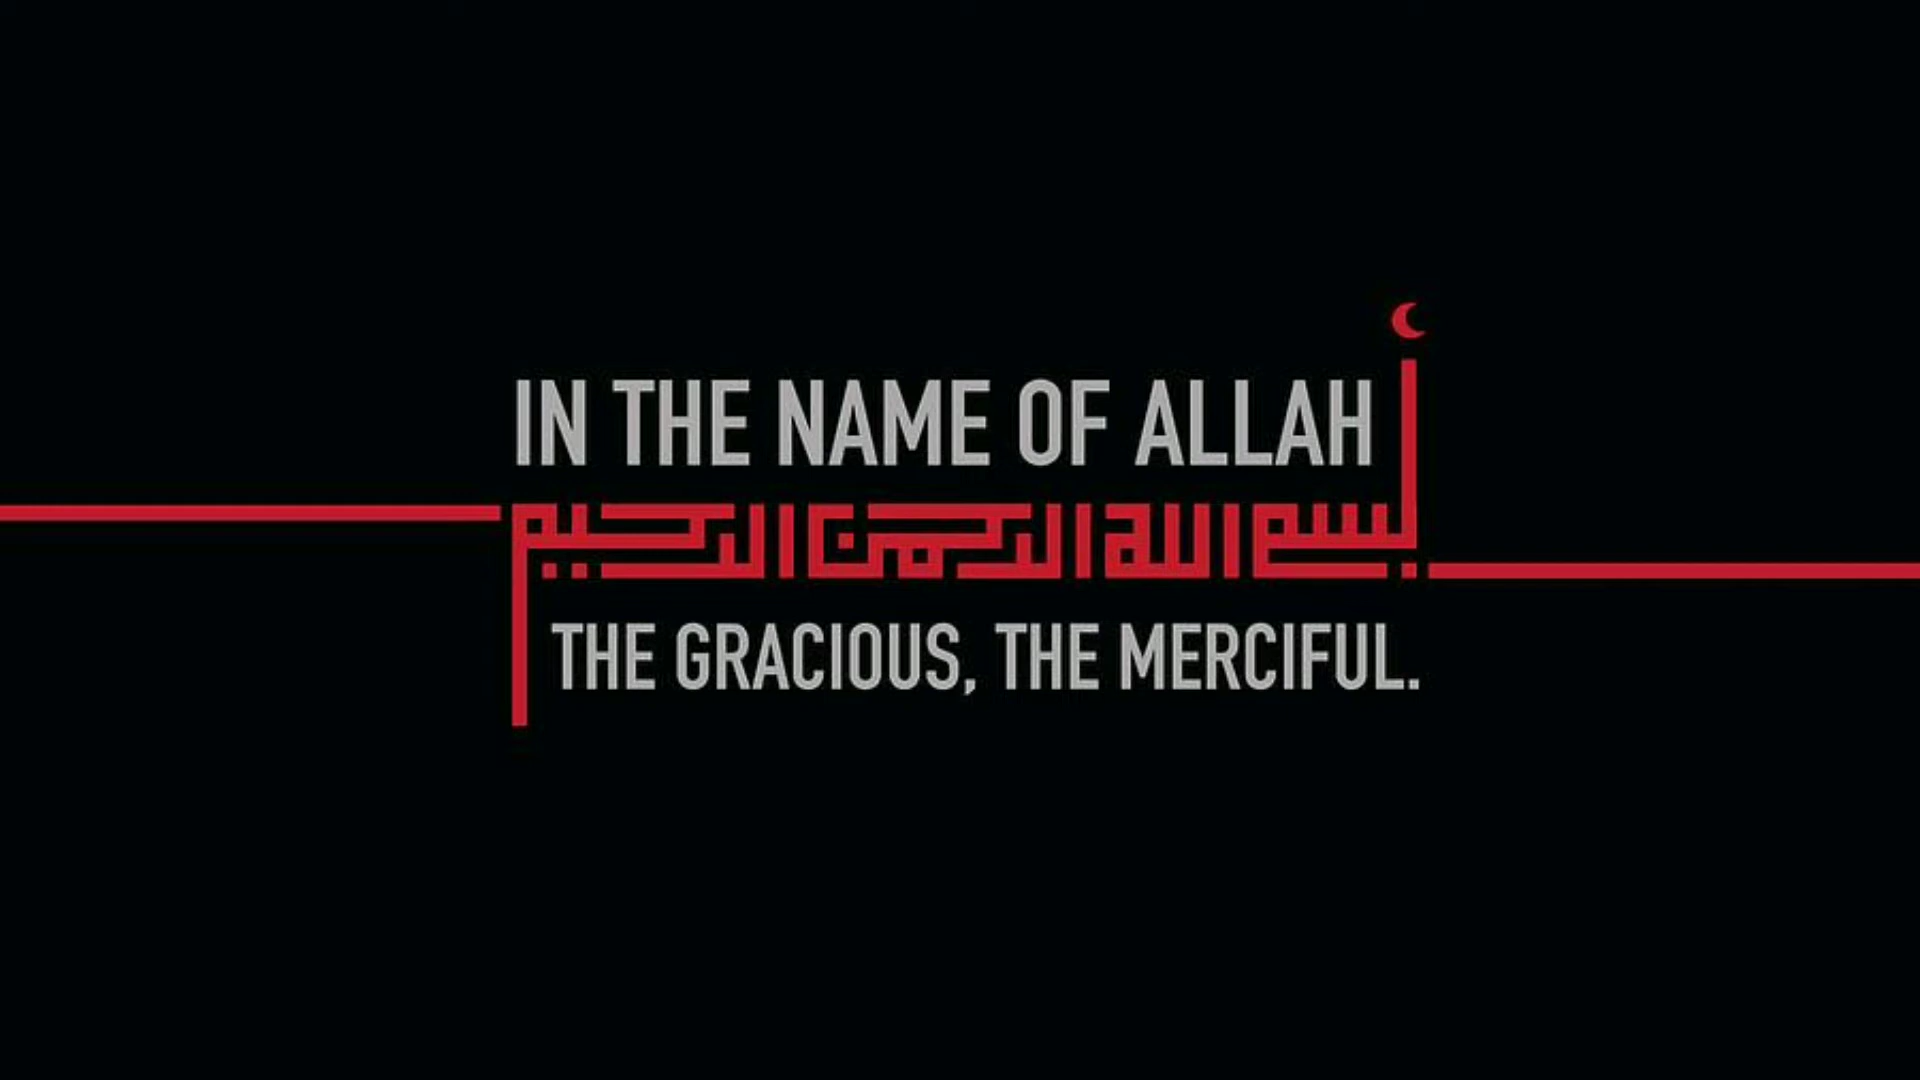 IN THE NAME OF ALLAH
بسم الله الرحمن الرحيم
THE GRACIOUS, THE MERCIFUL.